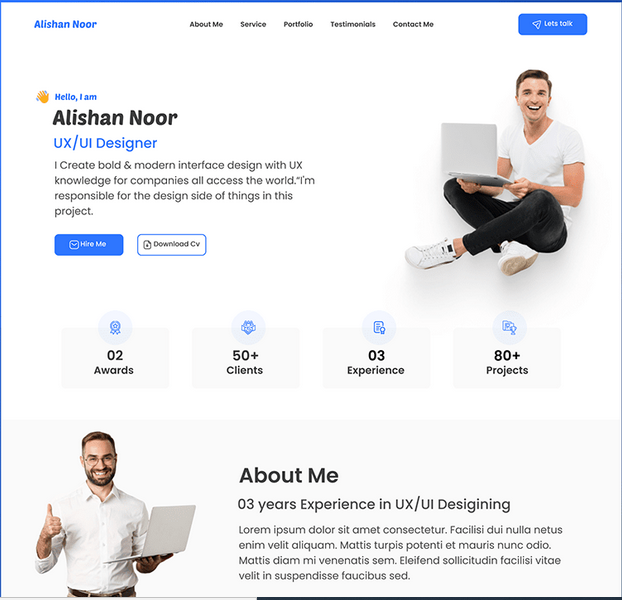 Alishan Noor
About Me
Service
Portfolio
Testimonials
Contact Me
Lets talk
Hello, I am
Alishan Noor
UX/UI Designer
I Create bold & modern interface design with UX
knowledge for companies all access the world.“I'm
responsible for the design side of things in this
project.
Hire Me
Download Cv
02
Awards
50+
Clients
03
Experience
80+
Projects
About Me
03 years Experience in UX/UI Desigining
Lorem ipsum dolor sit amet consectetur. Facilisi dui nulla netus
enim velit aliquam. Mattis turpis potenti et mauris nunc odio.
Mattis diam mi venenatis sem. Eleifend sollicitudin facilisi vitae
velit in suspendisse faucibus sed.